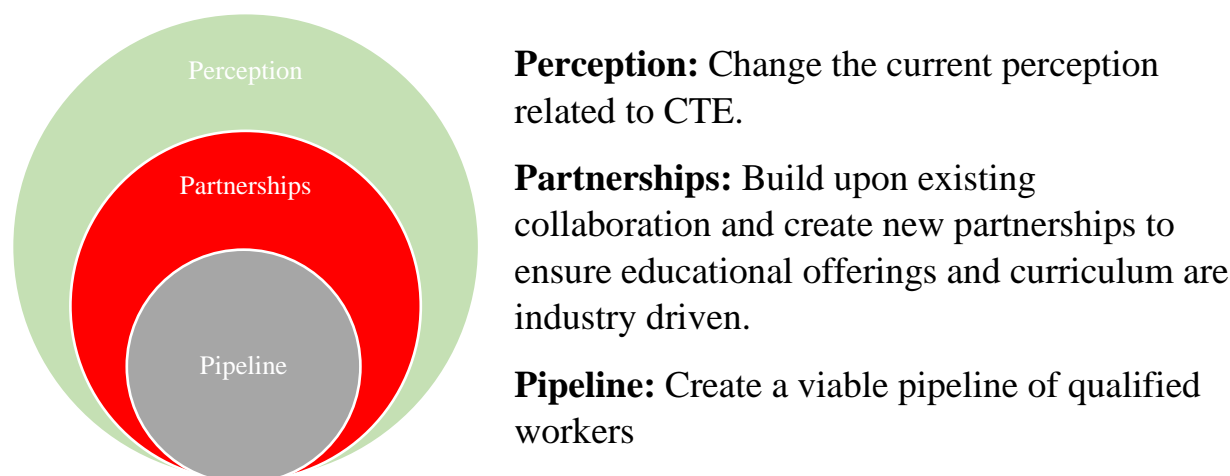 Perception
Partnerships
Pipeline
Perception: Change the current perception
related to CTE.
Partnerships: Build upon existing
collaboration and create new partnerships to
ensure educational offerings and curriculum are
industry driven.
Pipeline: Create a viable pipeline of qualified
workers